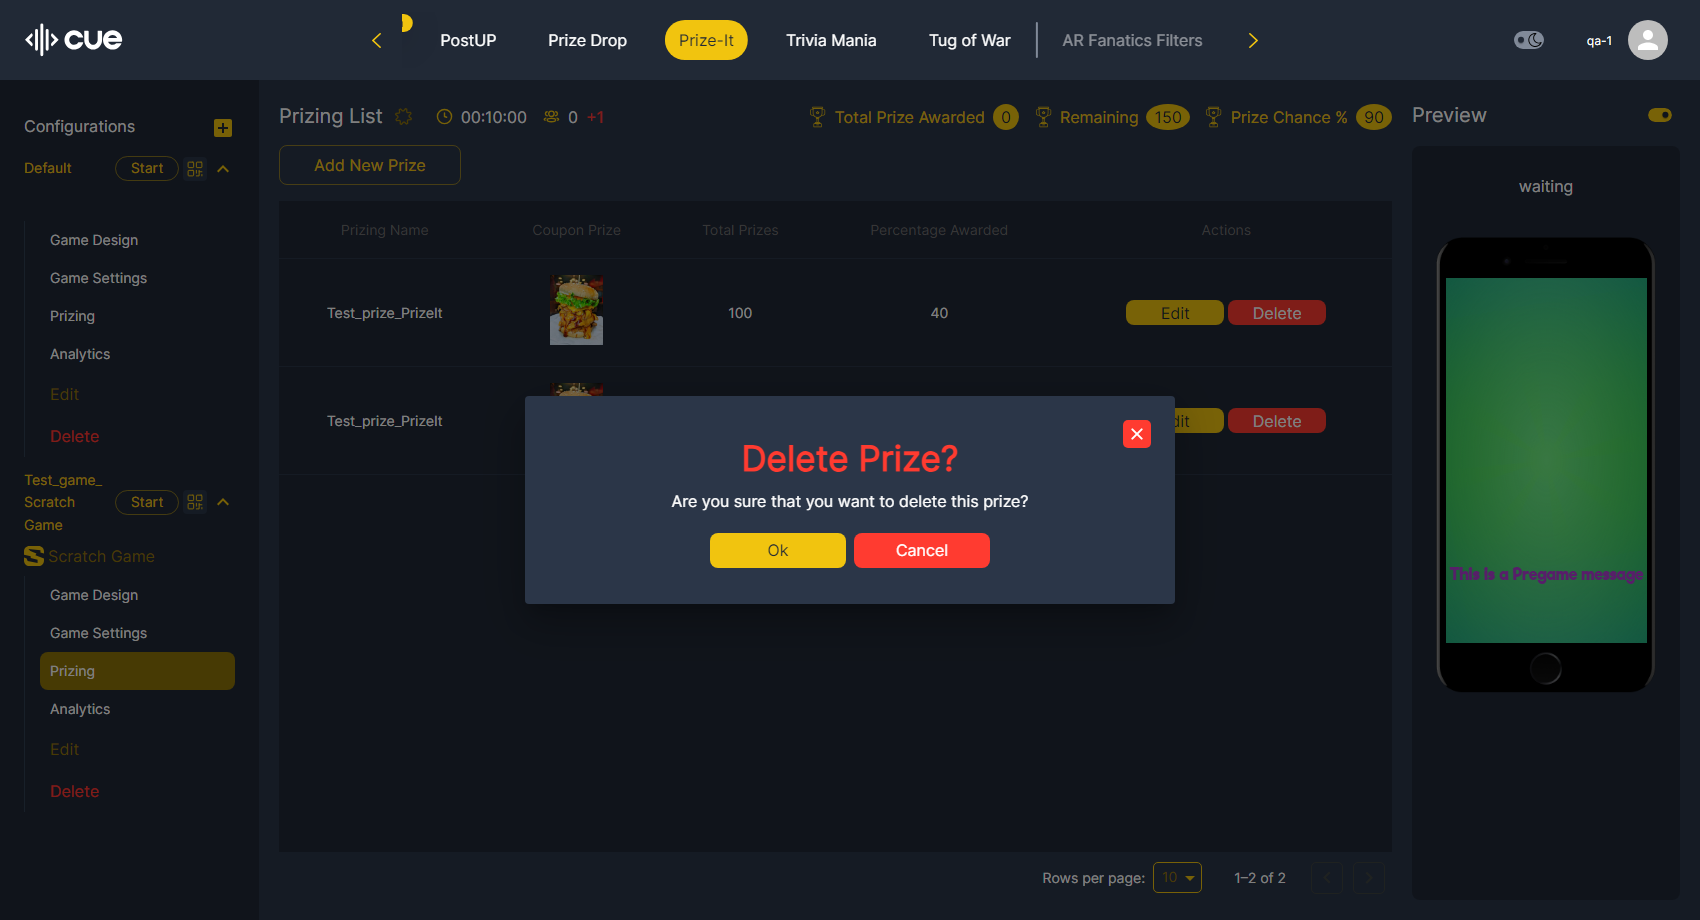 cue
PostUP
Prize Drop
Prize-It
Trivia Mania
Tug of War
AR Fanatics Filters
qa-1
Configurations
Default
Start
Game Design
Game Settings
Prizing
Analytics
Edit
Delete
Test_game_
Scratch
Game
Start
Scratch Game
Game Design
Game Settings
Prizing
Analytics
Edit
Delete
Prizing List
00:10:00
0 +1
Total Prize Awarded 0
Remaining 150
Prize Chance % 90
Add New Prize
Prizing Name Coupon Prize Total Prizes Percentage Awarded Actions
Test_prize_PrizeIt 100 40 Edit Delete
Test_prize_PrizeIt Delete
Delete Prize?
Are you sure that you want to delete this prize?
Ok
Cancel
Rows per page: 10 1–2 of 2
Preview
waiting
This is a Pregame message